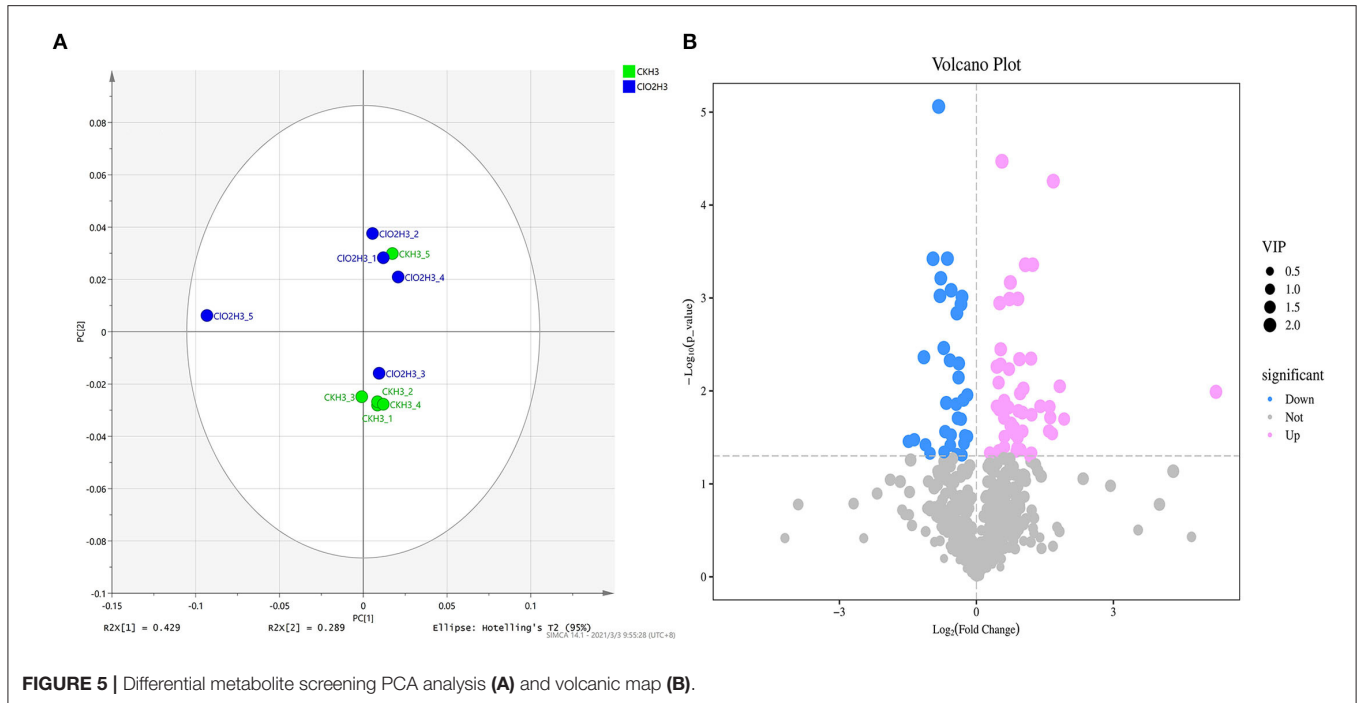 A
CKH3
ClO2H3
0.08
0.06
0.04
0.02
0
-0.02
-0.04
-0.06
-0.08
-0.1
PC[2]
ClO2H3_2
ClO2H3_1
CKH3_5
ClO2H3_4
ClO2H3_5
ClO2H3_3
CKH3_3
CKH3_2
CKH3_4
CKH3_1
-0.15
-0.1
-0.05
0
0.05
0.1
PC[1]
R2X[1] = 0.429
R2X[2] = 0.289
Ellipse: Hotelling's T2 (95%)
SIMCA 14.1 - 2021/3/3 9:55:28 (UTC+8)
B
Volcano Plot
5
4
3
2
1
0
−Log10(p_value)
−3
0
3
Log2(Fold Change)
VIP
0.5
1.0
1.5
2.0
significant
Down
Not
Up
FIGURE 5 | Differential metabolite screening PCA analysis (A) and volcanic map (B).